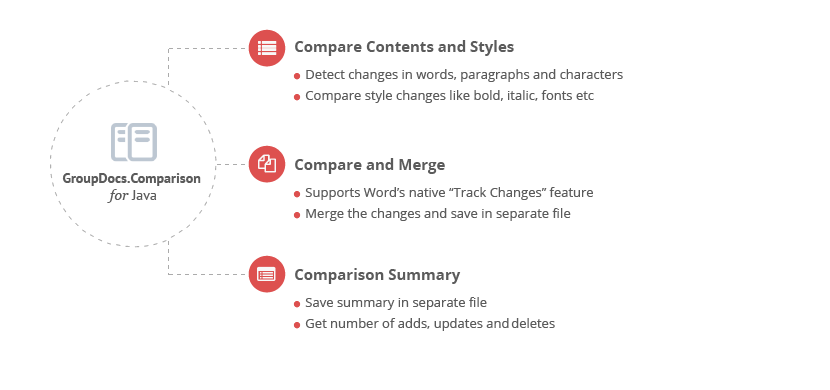 Compare Contents and Styles
Detect changes in words, paragraphs and characters
Compare style changes like bold, italic, fonts etc
GroupDocs.Comparison
for Java
Compare and Merge
Supports Word's native “Track Changes” feature
Merge the changes and save in separate file
Comparison Summary
Save summary in separate file
Get number of adds, updates and deletes